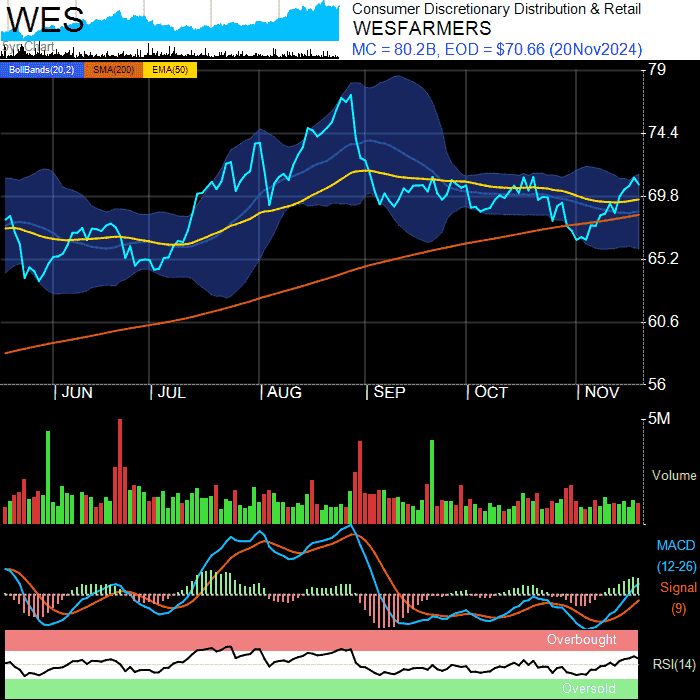 WES
Consumer Discretionary Distribution & Retail
WESFARMERS
MC = 80.2B, EOD = $70.66 (20Nov2024)
BollBands(20,2) SMA(200) EMA(50)
79
74.4
69.8
65.2
60.6
56
JUN JUL AUG SEP OCT NOV
5M
Volume
MACD
(12-26)
Signal
(9)
Overbought
RSI(14)
Oversold